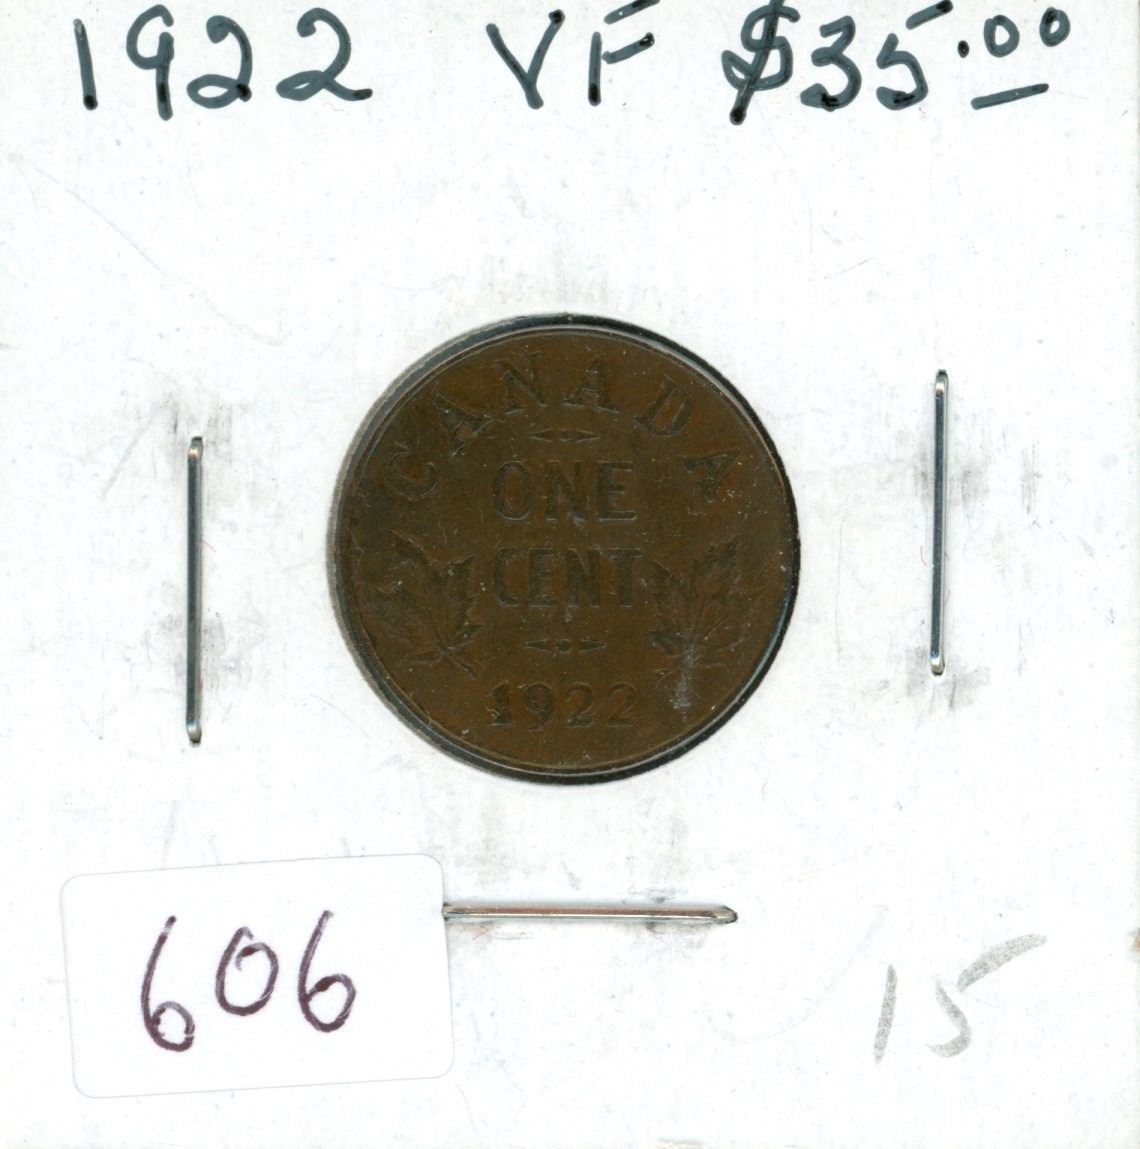 1922 VF $35.00
CANADA
ONE
CENT
1922
606
15